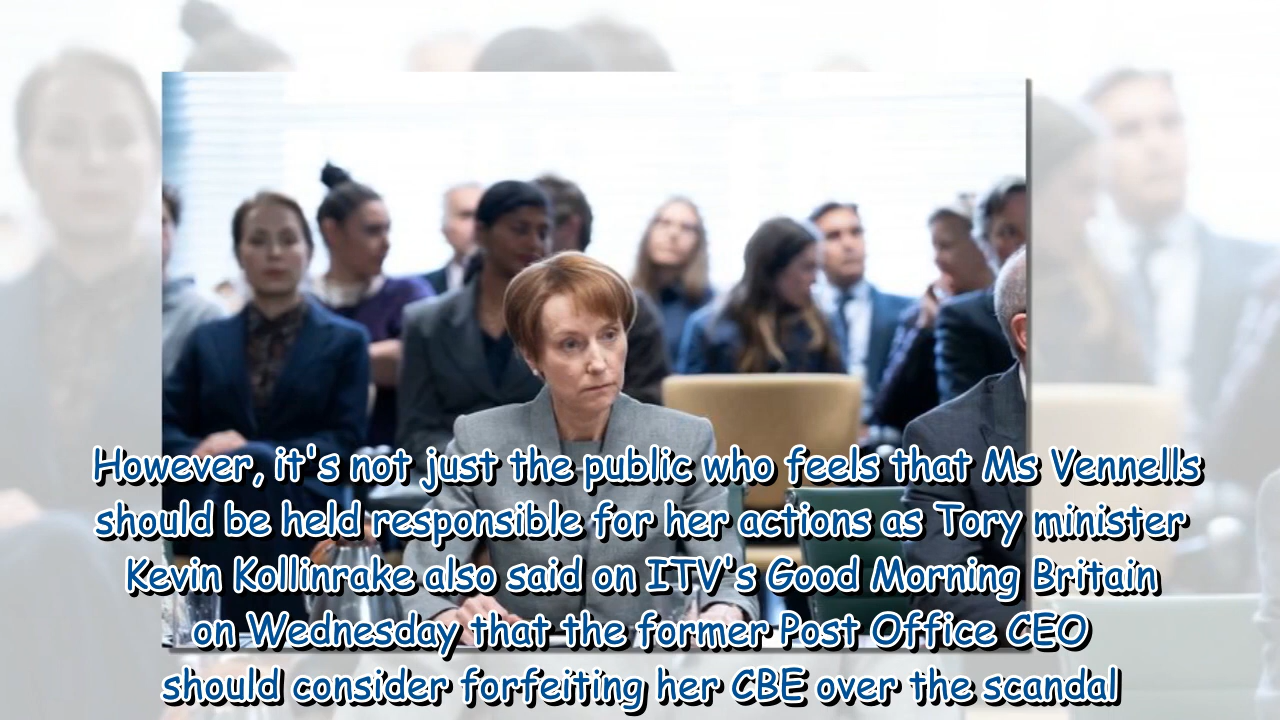 However, it's not just the public who feels that Ms Vennells
should be held responsible for her actions as Tory minister
Kevin Kollinrake also said on ITV's Good Morning Britain
on Wednesday that the former Post Office CEO
should consider forfeiting her CBE over the scandal